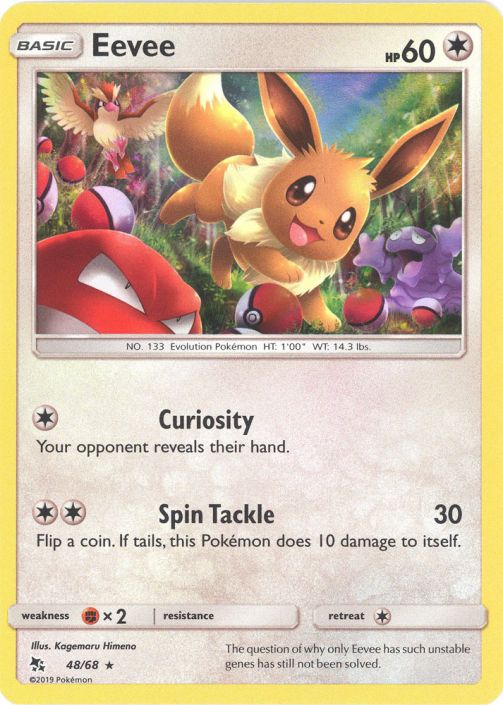 BASIC Eevee HP 60
NO. 133 Evolution Pokémon HT: 1'00" WT: 14.3 lbs.
Curiosity
Your opponent reveals their hand.
Spin Tackle 30
Flip a coin. If tails, this Pokémon does 10 damage to itself.
weakness ×2 resistance retreat
Illus. Kagemaru Himeno
48/68 ★
©2019 Pokémon
The question of why only Eevee has such unstable
genes has still not been solved.